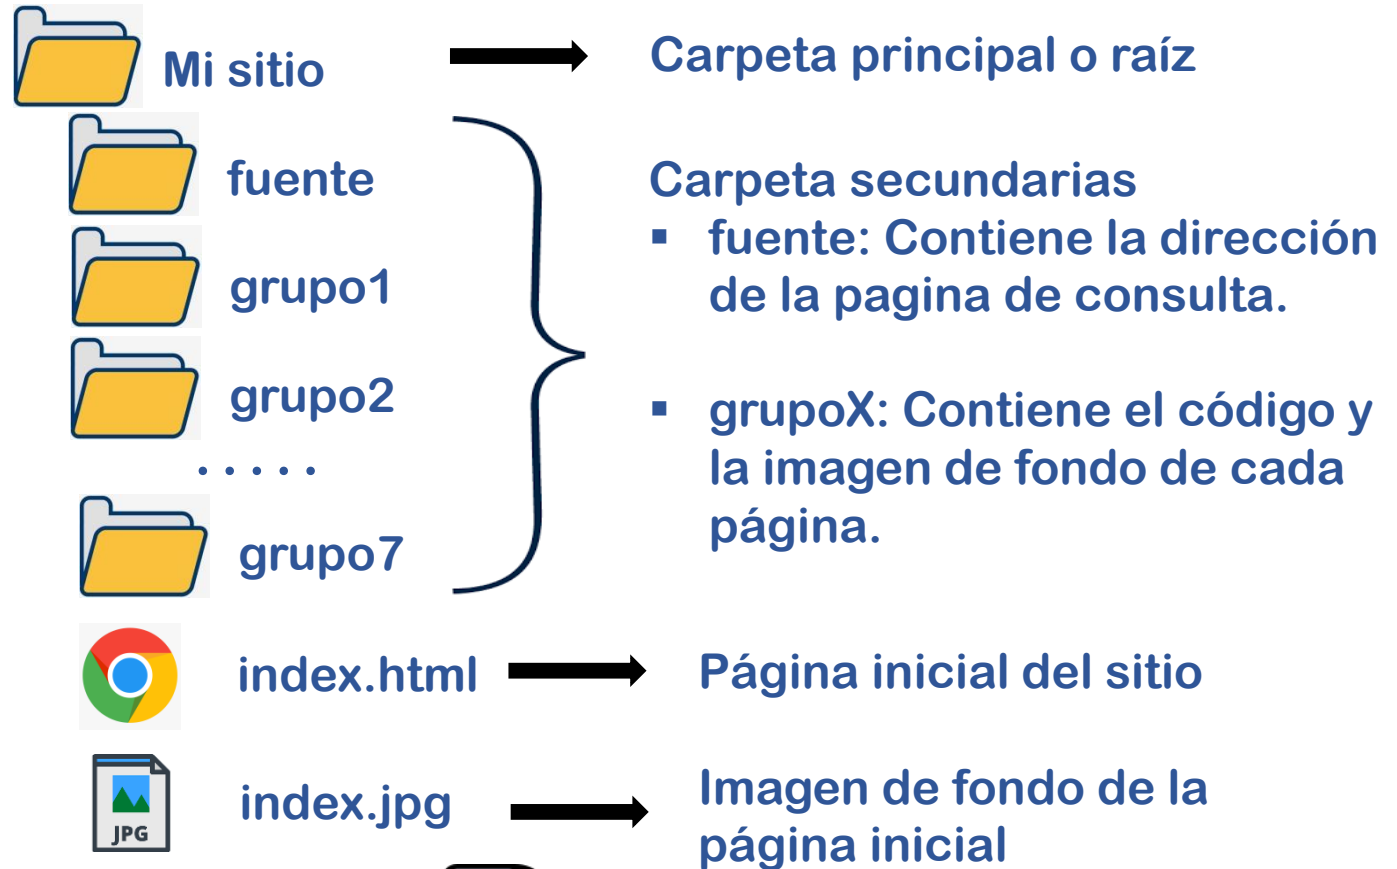 Mi sitio
Carpeta principal o raíz
fuente
grupo1
grupo2
. . . . .
grupo7
Carpeta secundarias
▪ fuente: Contiene la dirección
de la pagina de consulta.
▪ grupoX: Contiene el código y
la imagen de fondo de cada
página.
index.html
Página inicial del sitio
JPG
index.jpg
Imagen de fondo de la
página inicial